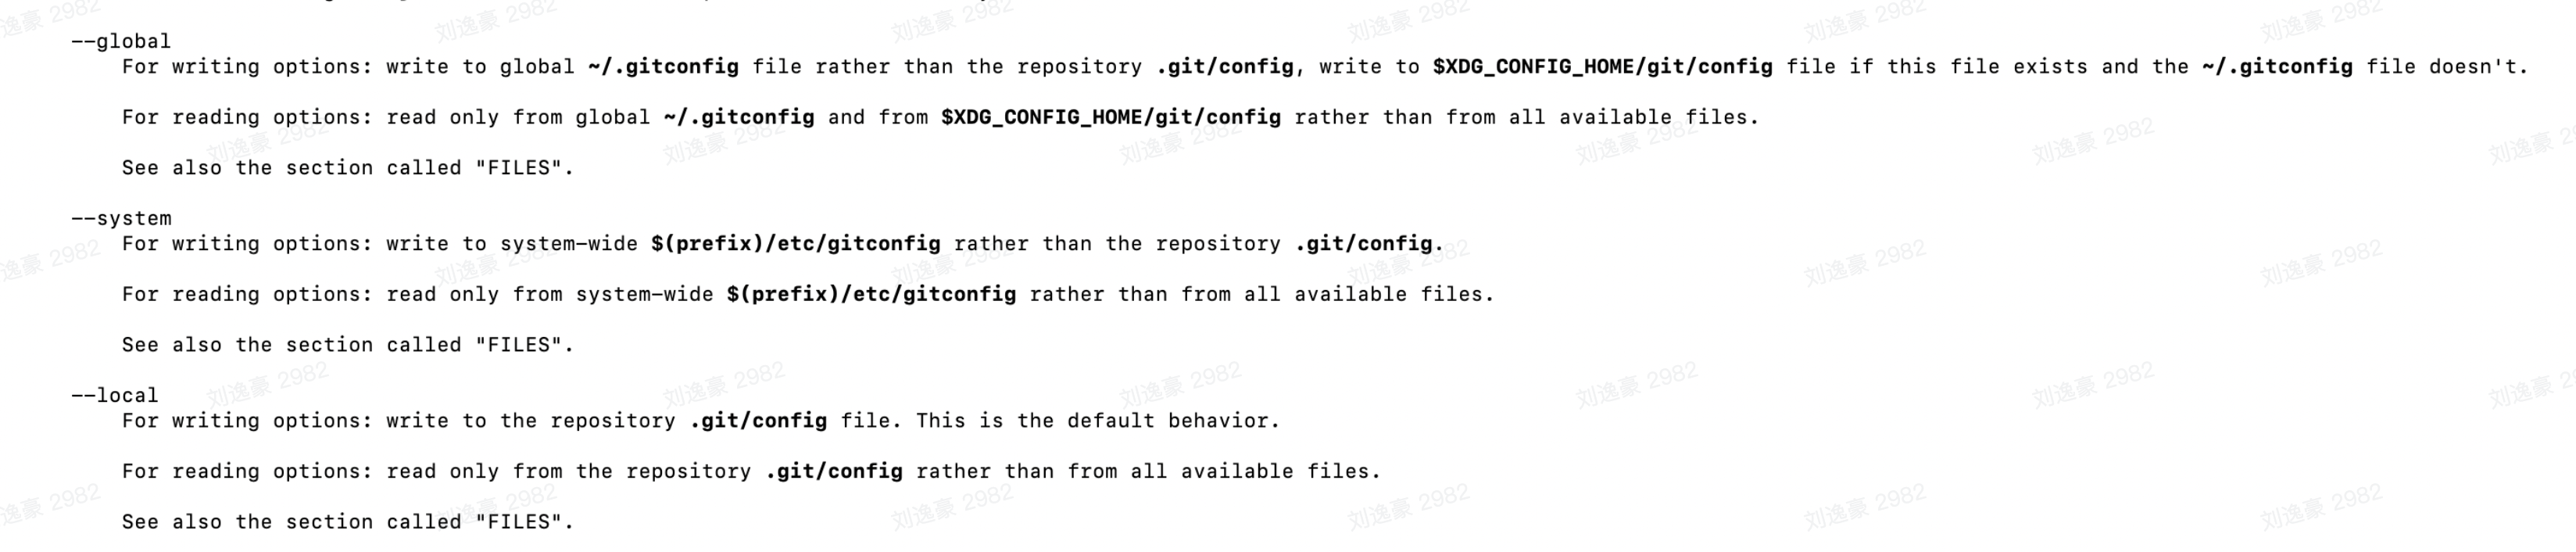 --global
For writing options: write to global ~/.gitconfig file rather than the repository .git/config, write to $XDG_CONFIG_HOME/git/config file if this file exists and the ~/.gitconfig file doesn't.
For reading options: read only from global ~/.gitconfig and from $XDG_CONFIG_HOME/git/config rather than from all available files.
See also the section called "FILES".
--system
For writing options: write to system-wide $(prefix)/etc/gitconfig rather than the repository .git/config.
For reading options: read only from system-wide $(prefix)/etc/gitconfig rather than from all available files.
See also the section called "FILES".
--local
For writing options: write to the repository .git/config file. This is the default behavior.
For reading options: read only from the repository .git/config rather than from all available files.
See also the section called "FILES".
刘逸豪 2982